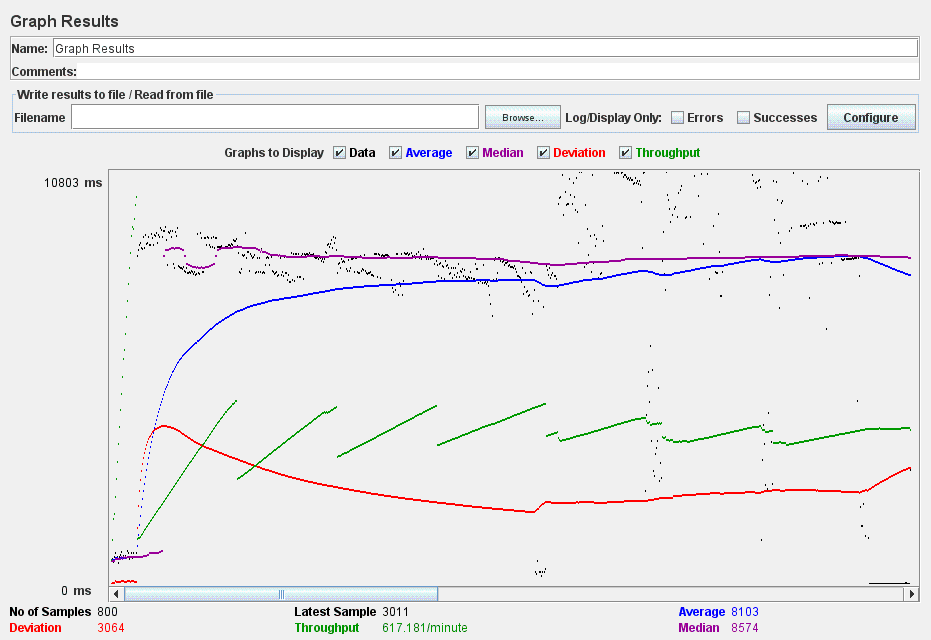 Graph Results
Name: Graph Results
Comments:
Write results to file / Read from file
Filename Browse... Log/Display Only: Errors Successes Configure
Graphs to Display Data Average Median Deviation Throughput
10803 ms
0 ms
No of Samples 800 Latest Sample 3011 Average 8103
Deviation 3064 Throughput 617.181/minute Median 8574